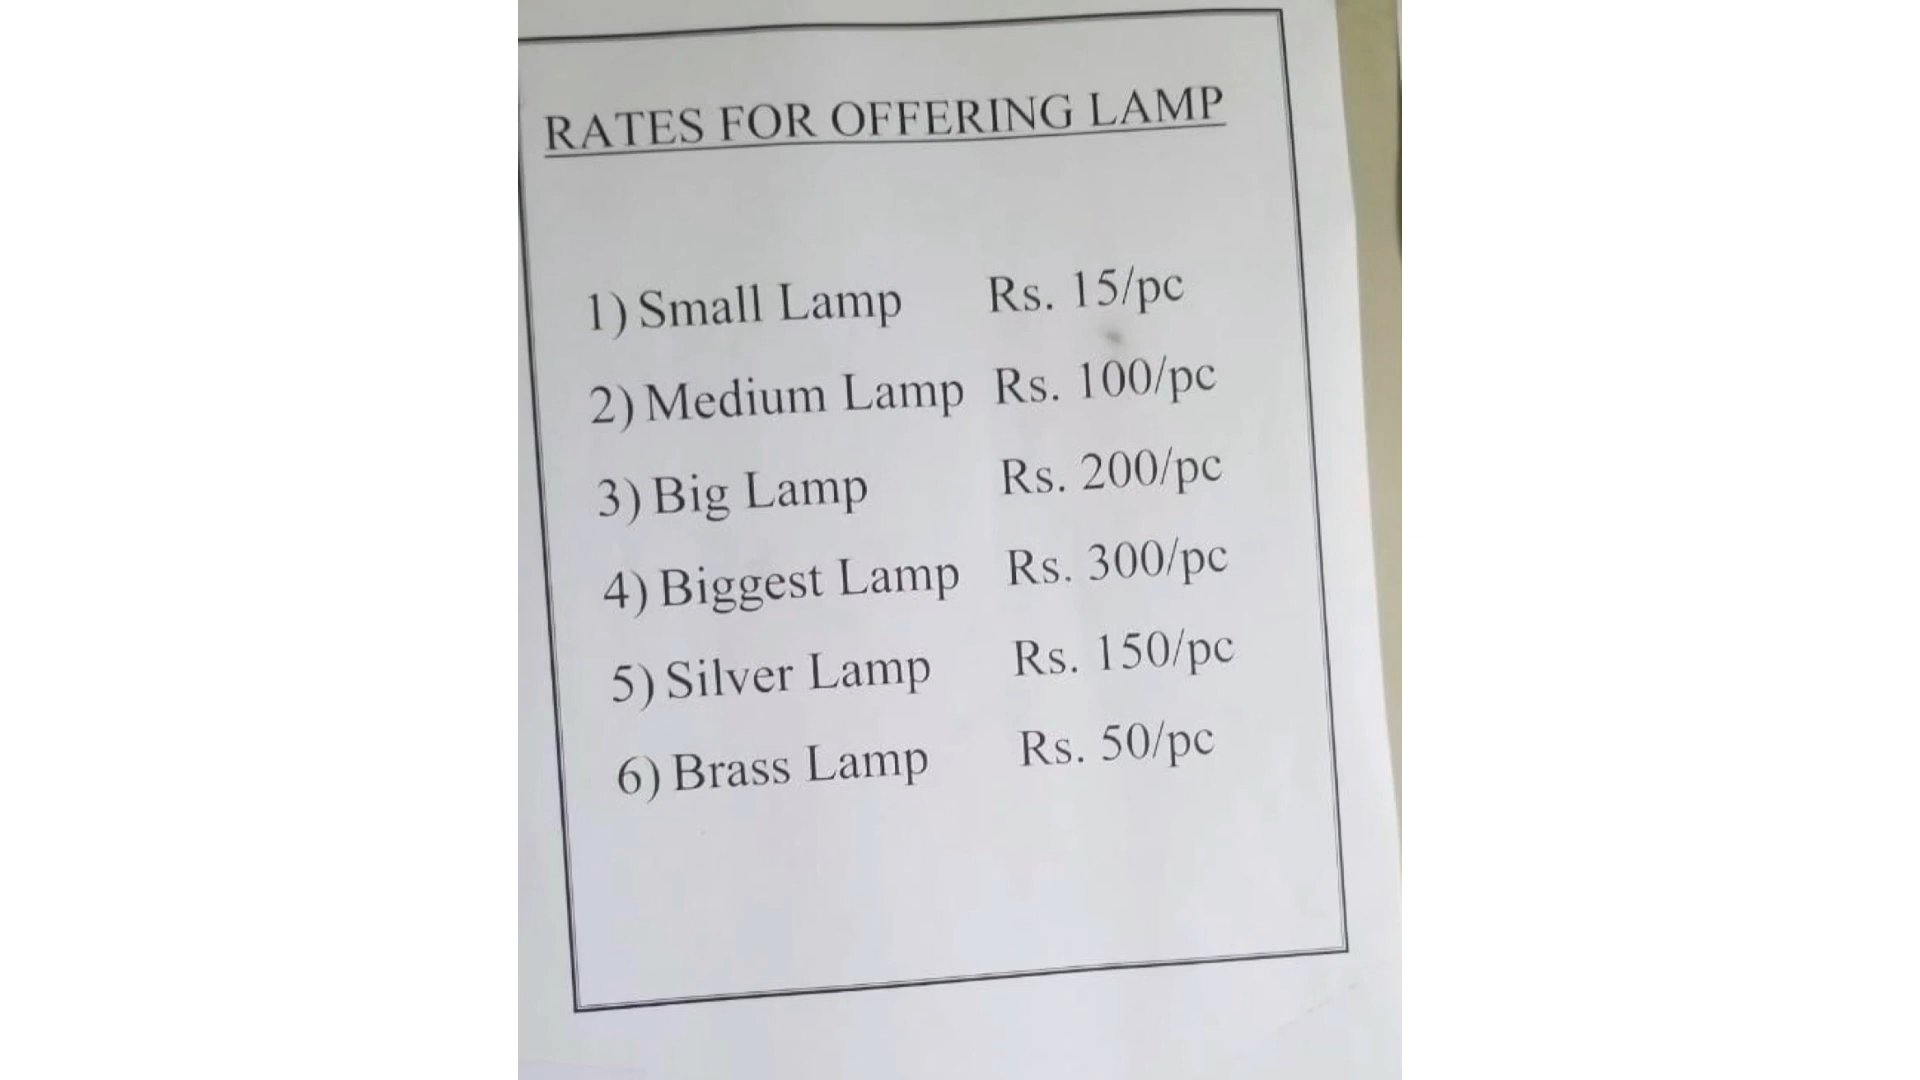 RATES FOR OFFERING LAMP
1) Small Lamp Rs. 15/pc
2) Medium Lamp Rs. 100/pc
3) Big Lamp Rs. 200/pc
4) Biggest Lamp Rs. 300/pc
5) Silver Lamp Rs. 150/pc
6) Brass Lamp Rs. 50/pc